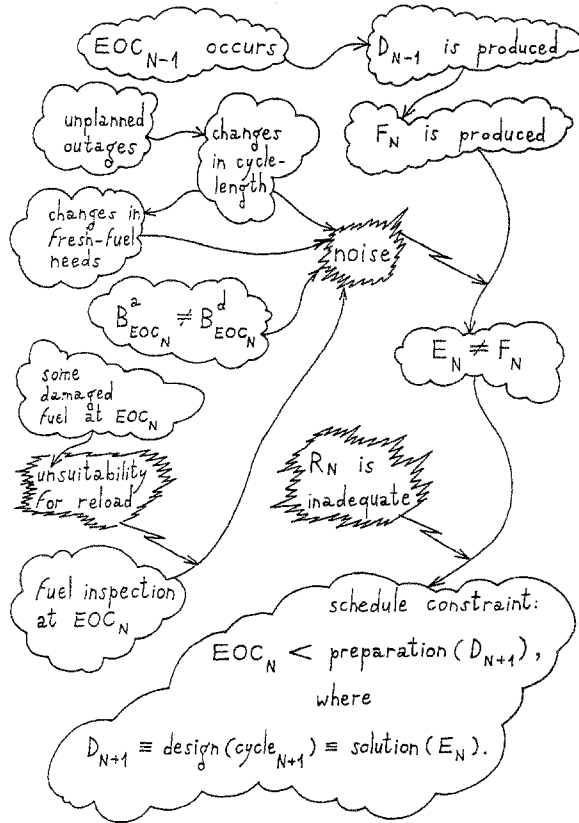 EOC_{N-1} occurs
D_{N-1} is produced
F_N is produced
unplanned
outages
changes
in cycle-
length
changes in
fresh-fuel
needs
noise
B^a_{EOC_N} ≠ B^d_{EOC_N}
E_N ≠ F_N
some
damaged
fuel at EOC_N
unsuitability
for reload
R_N is
inadequate
fuel inspection
at EOC_N
schedule constraint:
EOC_N < preparation(D_{N+1}),
where
D_{N+1} ≡ design(cycle_{N+1}) ≡ solution(E_N).